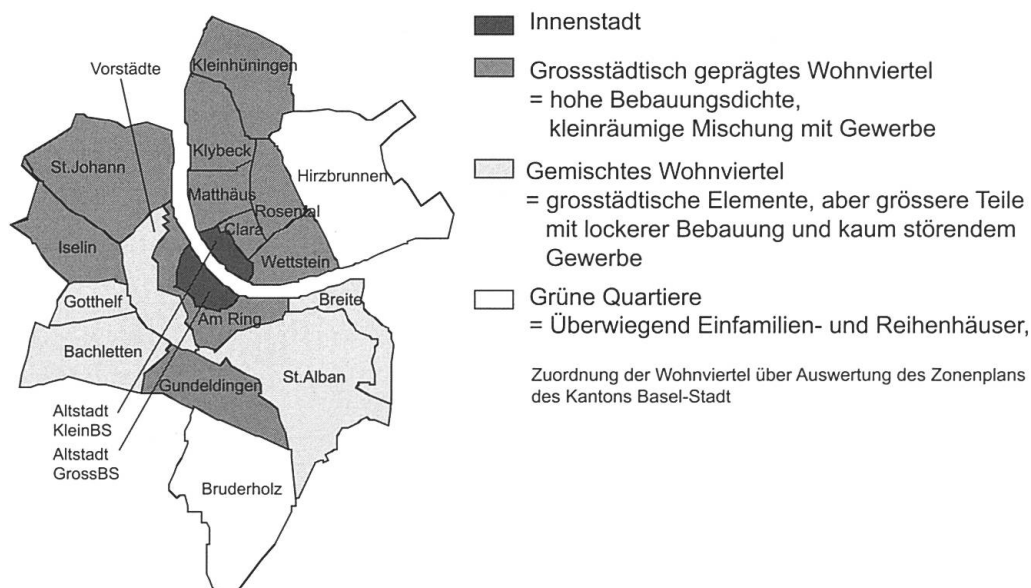 Vorstädte
Kleinhüningen
St.Johann
Klybeck
Hirzbrunnen
Matthäus
Rosental
Clara
Iselin
Wettstein
Gotthelf
Breite
Am Ring
Bachletten
St.Alban
Gundeldingen
Altstadt
KleinBS
Altstadt
GrossBS
Bruderholz
Innenstadt
Grossstädtisch geprägtes Wohnviertel
= hohe Bebauungsdichte,
kleinräumige Mischung mit Gewerbe
Gemischtes Wohnviertel
= grosstädtische Elemente, aber grössere Teile
mit lockerer Bebauung und kaum störendem
Gewerbe
Grüne Quartiere
= Überwiegend Einfamilien- und Reihenhäuser,
Zuordnung der Wohnviertel über Auswertung des Zonenplans
des Kantons Basel-Stadt